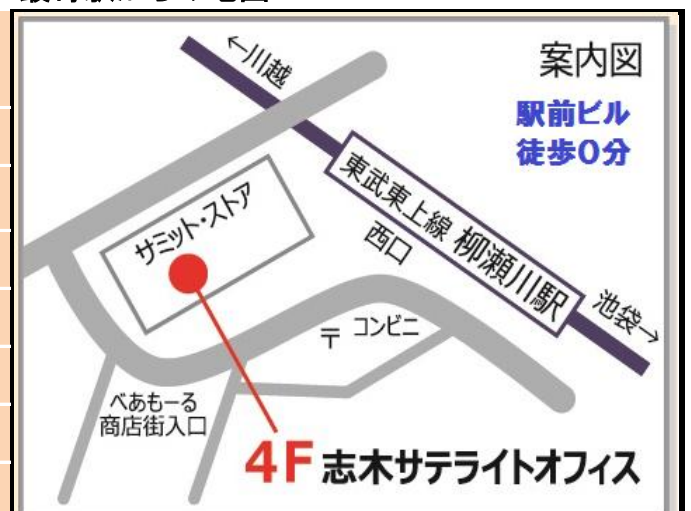 案内図
駅前ビル
徒歩0分
←川越
東武東上線 柳瀬川駅
西口
池袋→
サミット・ストア
〒 コンビニ
べあもーる
商店街入口
4F 志木サテライトオフィス